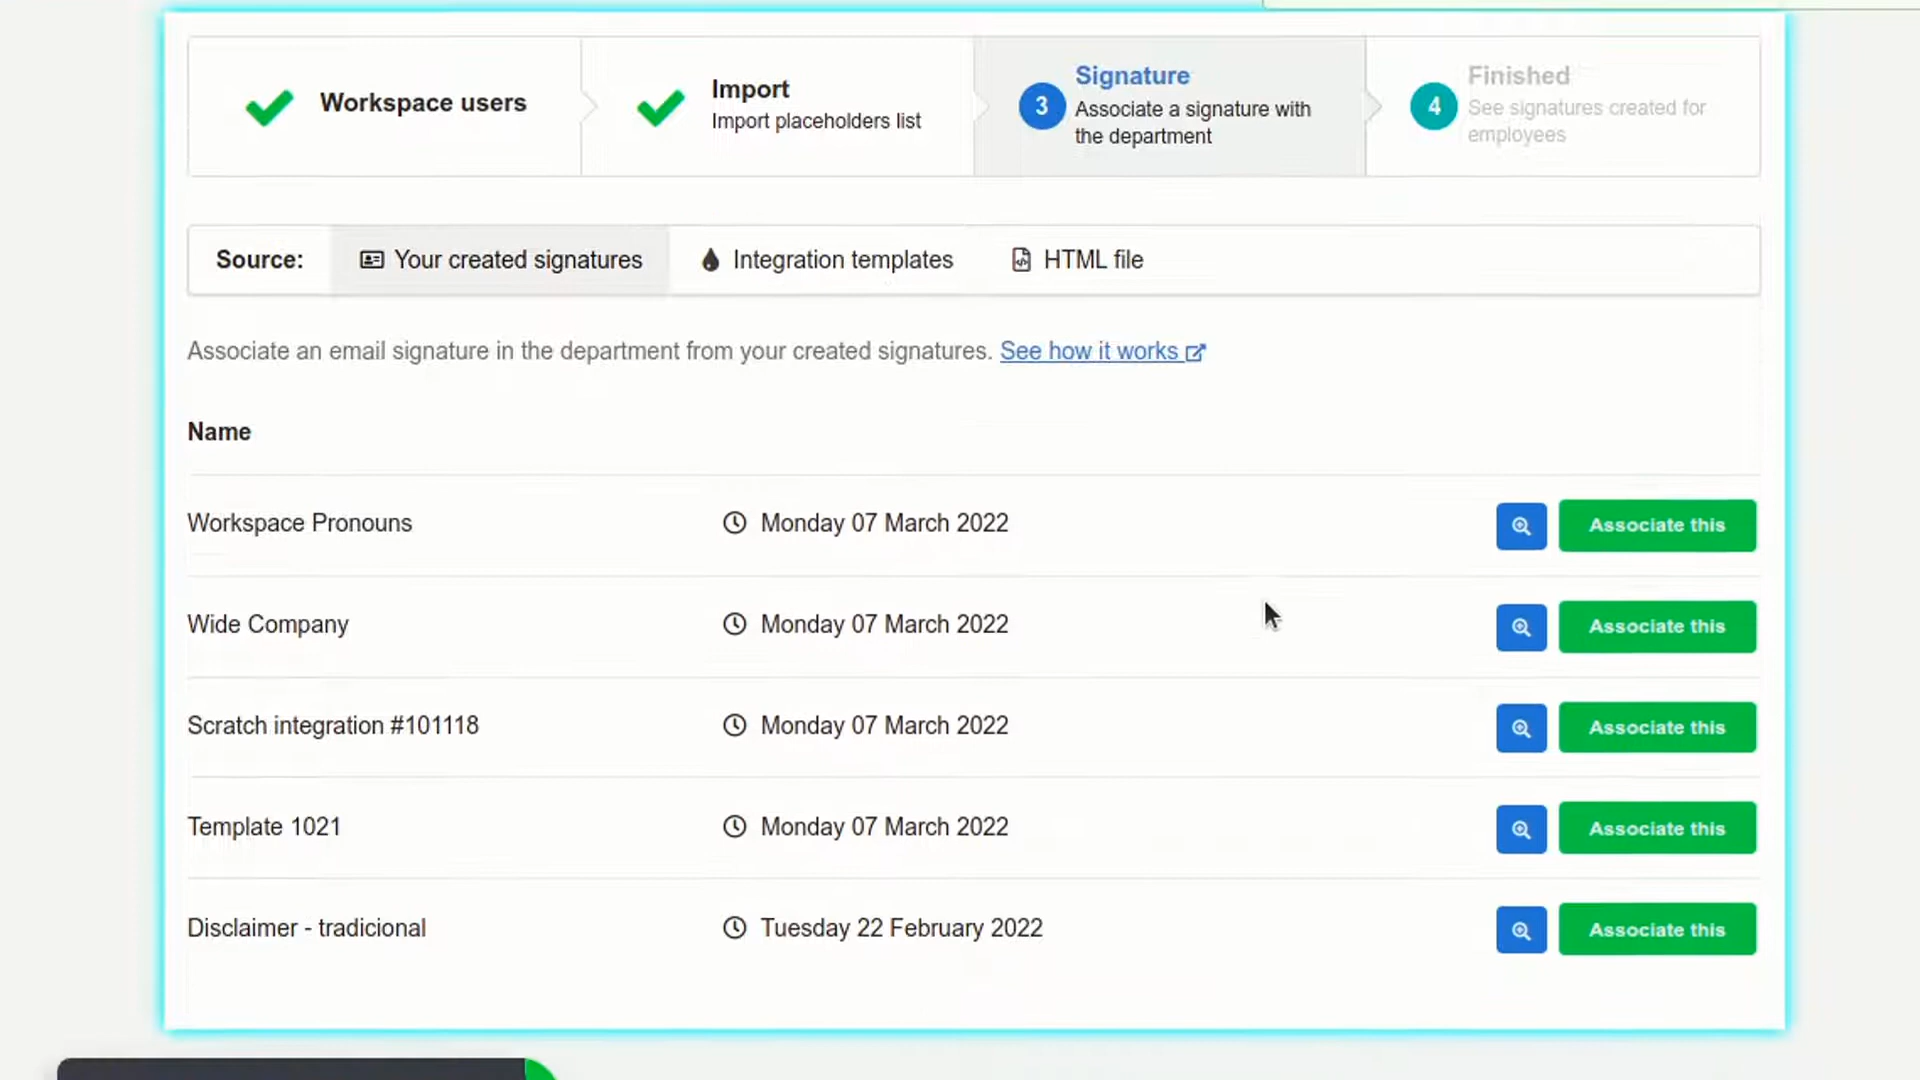 Workspace users
Import
Import placeholders list
3
Signature
Associate a signature with
the department
4
Finished
See signatures created for
employees
Source:
Your created signatures
Integration templates
HTML file
Associate an email signature in the department from your created signatures. See how it works
Name
Workspace Pronouns
Monday 07 March 2022
Associate this
Wide Company
Monday 07 March 2022
Associate this
Scratch integration #101118
Monday 07 March 2022
Associate this
Template 1021
Monday 07 March 2022
Associate this
Disclaimer - tradicional
Tuesday 22 February 2022
Associate this